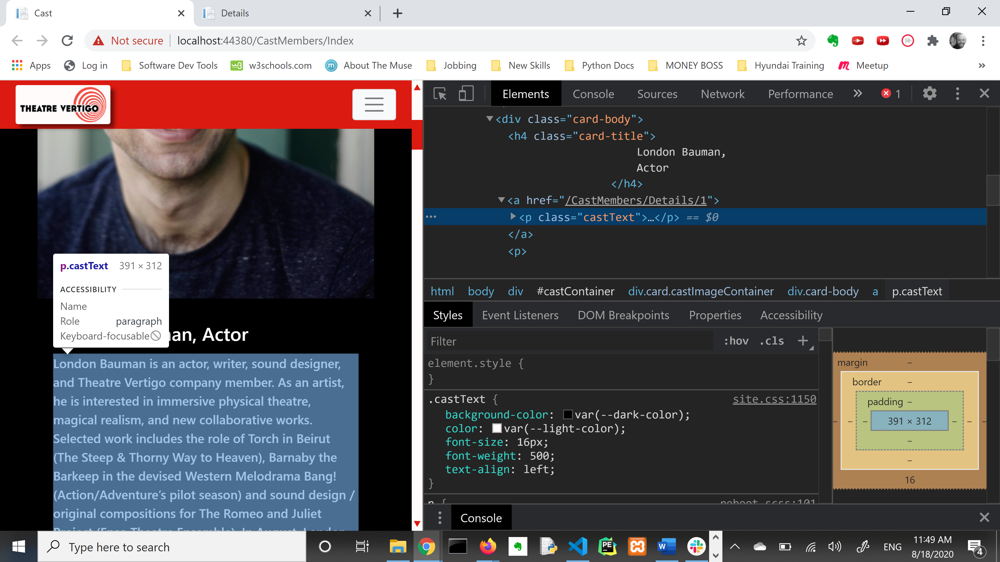 Cast
Details
Not secure
localhost:44380/CastMembers/Index
Apps
Log in
Software Dev Tools
w3schools.com
About The Muse
Jobbing
New Skills
Python Docs
MONEY BOSS
Hyundai Training
Meetup
»
THEATRE VERTIGO
Elements
Console
Sources
Network
Performance
1
<div class="card-body">
<h4 class="card-title">
London Bauman,
Actor
</h4>
<a href="/CastMembers/Details/1">
<p class="castText">…</p> == $0
</a>
<p>
html body div #castContainer div.card.castImageContainer div.card-body a p.castText
p.castText 391 × 312
ACCESSIBILITY
Name
Role paragraph
Keyboard-focusable
an, Actor
London Bauman is an actor, writer, sound designer,
and Theatre Vertigo company member. As an artist,
he is interested in immersive physical theatre,
magical realism, and new collaborative works.
Selected work includes the role of Torch in Beirut
(The Steep & Thorny Way to Heaven), Barnaby the
Barkeep in the devised Western Melodrama Bang!
(Action/Adventure's pilot season) and sound design /
original compositions for The Romeo and Juliet
Styles
Event Listeners
DOM Breakpoints
Properties
Accessibility
Filter
:hov .cls +
element.style {
}
.castText { site.css:1150
background-color: var(--dark-color);
color: var(--light-color);
font-size: 16px;
font-weight: 500;
text-align: left;
}
margin –
border –
padding –
391 × 312
16
Console
Type here to search
ENG
11:49 AM
8/18/2020
4